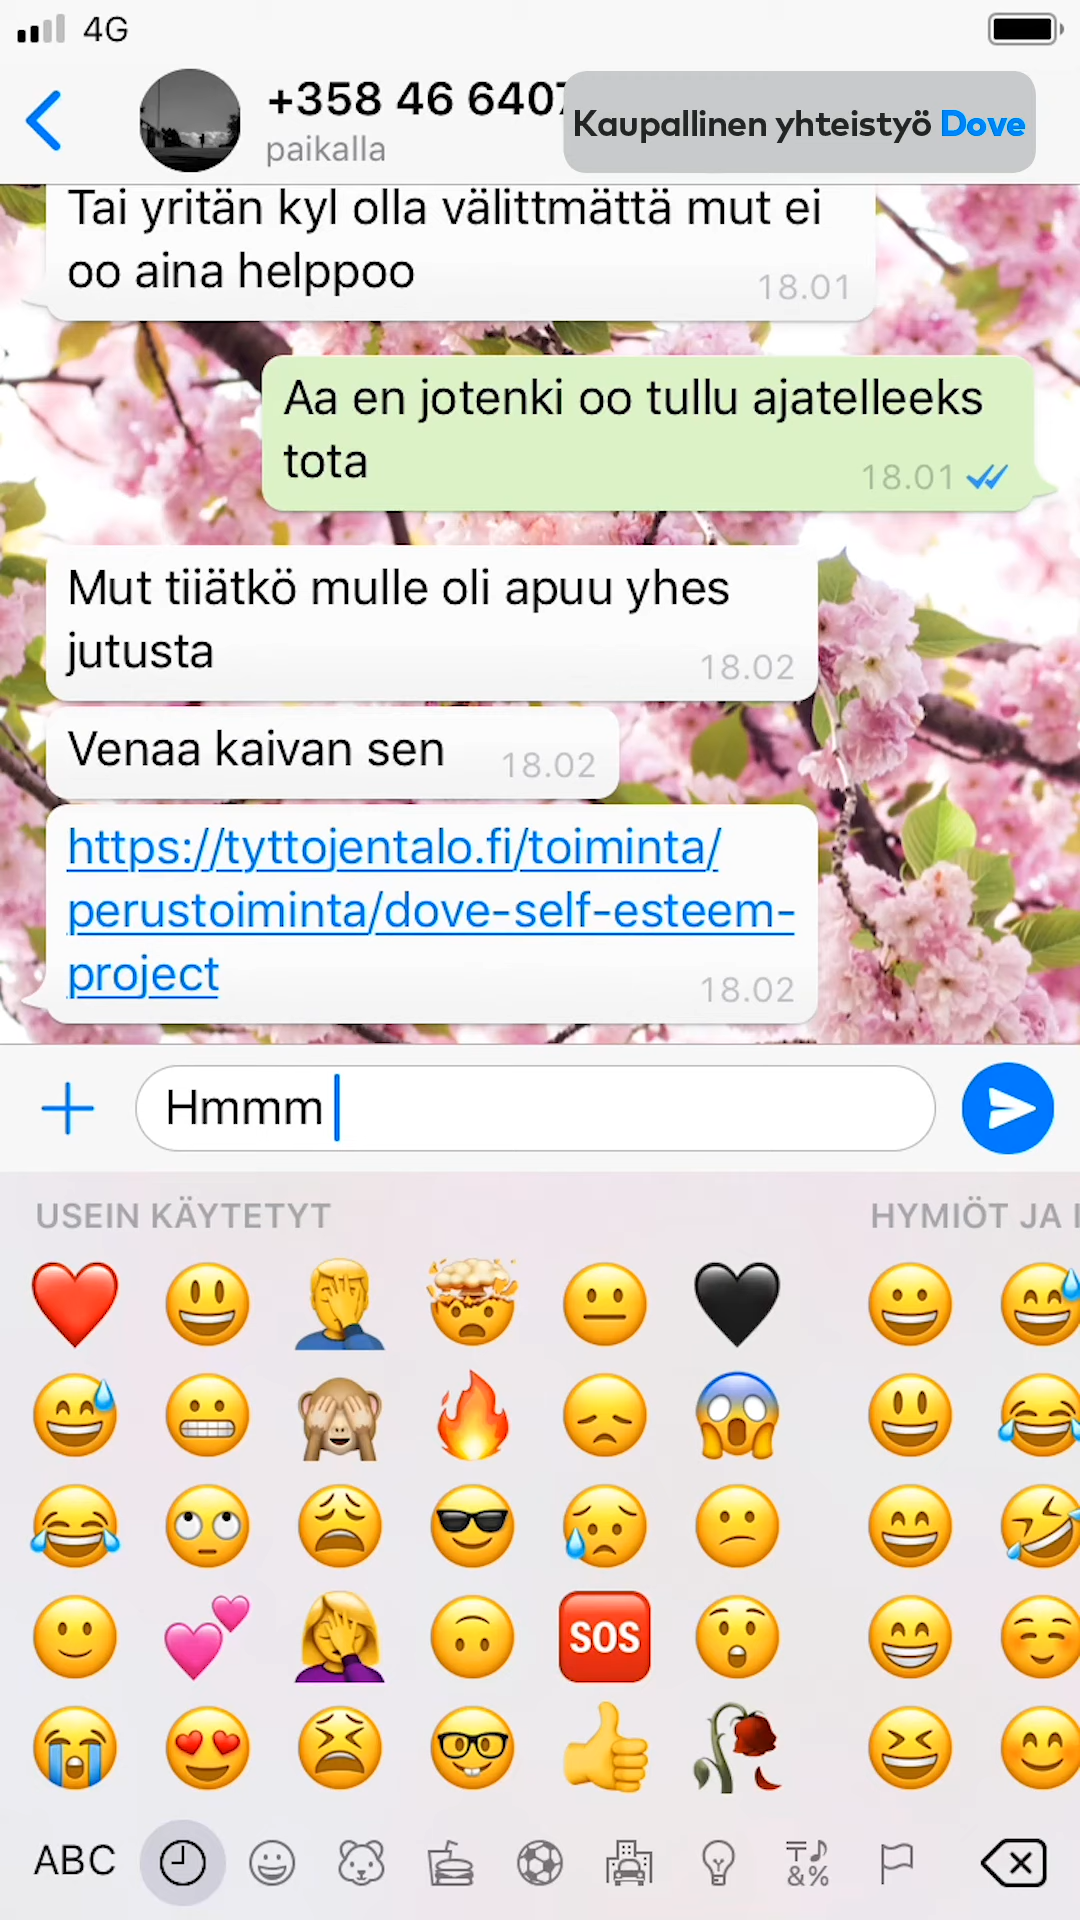 4G
+358 46 640
Kaupallinen yhteistyö Dove
paikalla
Tai yritän kyl olla välittmättä mut ei
oo aina helppoo
18.01
Aa en jotenki oo tullu ajatelleeks
tota
18.01
Mut tiiätkö mulle oli apuu yhes
jutusta
18.02
Venaa kaivan sen
18.02
https://tyttojentalo.fi/toiminta/
perustoiminta/dove-self-esteem-
project
18.02
Hmmm
USEIN KÄYTETYT
HYMIÖT JA
SOS
ABC
&%